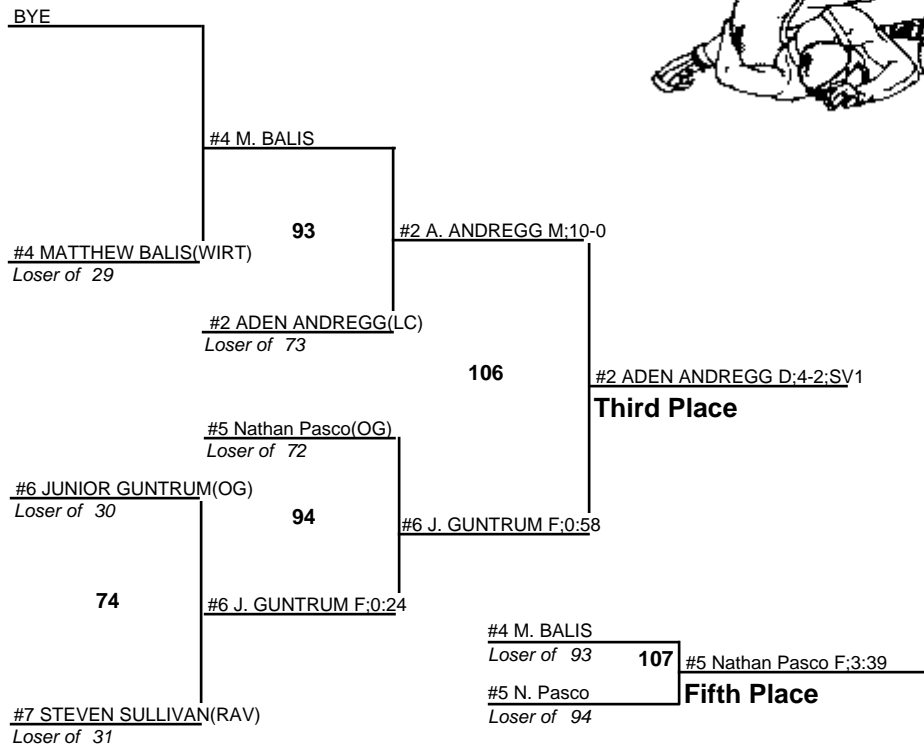 BYE
#4 M. BALIS
93
#2 A. ANDREGG M;10-0
#4 MATTHEW BALIS(WIRT)
Loser of 29
#2 ADEN ANDREGG(LC)
Loser of 73
106
#2 ADEN ANDREGG D;4-2;SV1
Third Place
#5 Nathan Pasco(OG)
Loser of 72
#6 JUNIOR GUNTRUM(OG)
Loser of 30
94
#6 J. GUNTRUM F;0:58
74
#6 J. GUNTRUM F;0:24
#4 M. BALIS
Loser of 93
107
#5 Nathan Pasco F;3:39
Fifth Place
#5 N. Pasco
Loser of 94
#7 STEVEN SULLIVAN(RAV)
Loser of 31